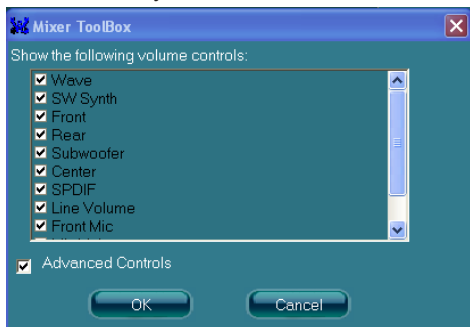 Mixer ToolBox
Show the following volume controls:
Wave
SW Synth
Front
Rear
Subwoofer
Center
SPDIF
Line Volume
Front Mic
Advanced Controls
OK Cancel